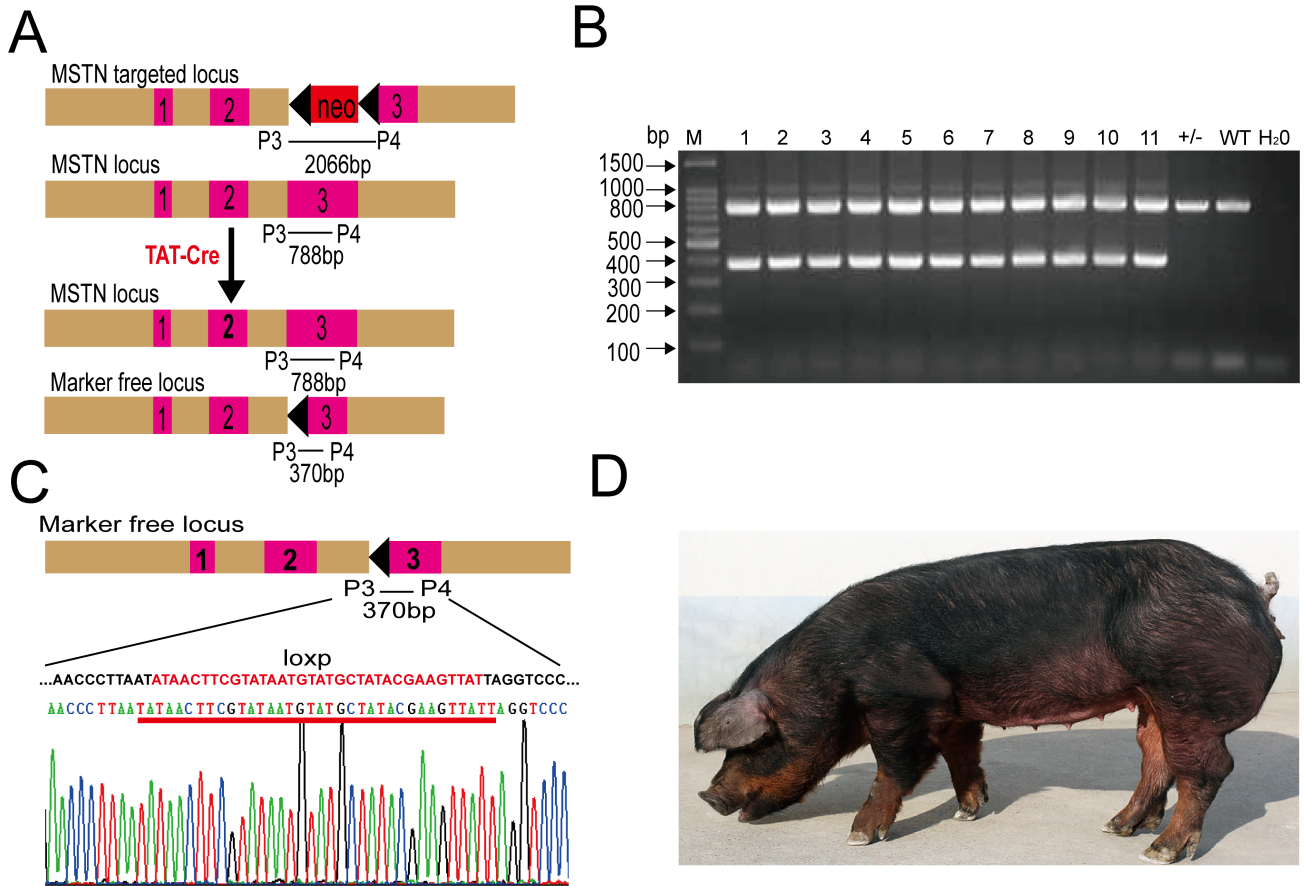 A
MSTN targeted locus
1 2 neo 3
P3 P4
2066bp
MSTN locus
1 2 3
P3 P4
788bp
TAT-Cre
MSTN locus
1 2 3
P3 P4
788bp
Marker free locus
1 2 3
P3 P4
370bp
B
bp M 1 2 3 4 5 6 7 8 9 10 11 +/- WT H₂0
1500
1000
800
500
400
300
200
100
C
Marker free locus
1 2 3
P3 P4
370bp
loxp
...AACCCTTAATATAACTTCGTATAATGTATGCTATACGAAGTTATTAGGTCCC...
AACCCTTAATATAACTTCGTATAATGTATGCTATACGAAGTTATTAGGTCCC
D